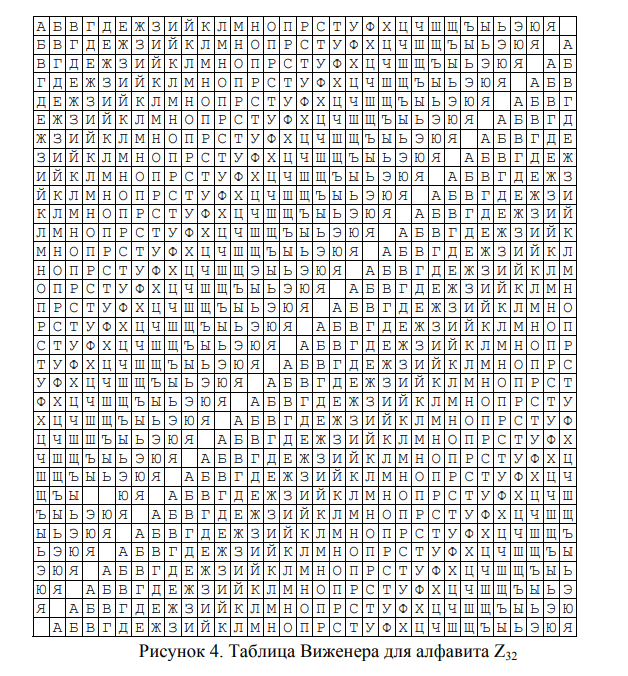 А Б В Г Д Е Ж З И Й К Л М Н О П Р С Т У Ф Х Ц Ч Ш Щ Ъ Ы Ь Э Ю Я
Б В Г Д Е Ж З И Й К Л М Н О П Р С Т У Ф Х Ц Ч Ш Щ Ъ Ы Ь Э Ю Я А
В Г Д Е Ж З И Й К Л М Н О П Р С Т У Ф Х Ц Ч Ш Щ Ъ Ы Ь Э Ю Я А Б
Г Д Е Ж З И Й К Л М Н О П Р С Т У Ф Х Ц Ч Ш Щ Ъ Ы Ь Э Ю Я А Б В
Д Е Ж З И Й К Л М Н О П Р С Т У Ф Х Ц Ч Ш Щ Ъ Ы Ь Э Ю Я А Б В Г
Е Ж З И Й К Л М Н О П Р С Т У Ф Х Ц Ч Ш Щ Ъ Ы Ь Э Ю Я А Б В Г Д
Ж З И Й К Л М Н О П Р С Т У Ф Х Ц Ч Ш Щ Ъ Ы Ь Э Ю Я А Б В Г Д Е
З И Й К Л М Н О П Р С Т У Ф Х Ц Ч Ш Щ Ъ Ы Ь Э Ю Я А Б В Г Д Е Ж
И Й К Л М Н О П Р С Т У Ф Х Ц Ч Ш Щ Ъ Ы Ь Э Ю Я А Б В Г Д Е Ж З
Й К Л М Н О П Р С Т У Ф Х Ц Ч Ш Щ Ъ Ы Ь Э Ю Я А Б В Г Д Е Ж З И
К Л М Н О П Р С Т У Ф Х Ц Ч Ш Щ Ъ Ы Ь Э Ю Я А Б В Г Д Е Ж З И Й
Л М Н О П Р С Т У Ф Х Ц Ч Ш Щ Ъ Ы Ь Э Ю Я А Б В Г Д Е Ж З И Й К
М Н О П Р С Т У Ф Х Ц Ч Ш Щ Ъ Ы Ь Э Ю Я А Б В Г Д Е Ж З И Й К Л
Н О П Р С Т У Ф Х Ц Ч Ш Щ Э Ы Ь Э Ю Я А Б В Г Д Е Ж З И Й К Л М
О П Р С Т У Ф Х Ц Ч Ш Щ Ъ Ы Ь Э Ю Я А Б В Г Д Е Ж З И Й К Л М Н
П Р С Т У Ф Х Ц Ч Ш Щ Ъ Ы Ь Э Ю Я А Б В Г Д Е Ж З И Й К Л М Н О
Р С Т У Ф Х Ц Ч Ш Щ Ъ Ы Ь Э Ю Я А Б В Г Д Е Ж З И Й К Л М Н О П
С Т У Ф Х Ц Ч Ш Щ Ъ Ы Ь Э Ю Я А Б В Г Д Е Ж З И Й К Л М Н О П Р
Т У Ф Х Ц Ч Ш Щ Ъ Ы Ь Э Ю Я А Б В Г Д Е Ж З И Й К Л М Н О П Р С
У Ф Х Ц Ч Ш Щ Ъ Ы Ь Э Ю Я А Б В Г Д Е Ж З И Й К Л М Н О П Р С Т
Ф Х Ц Ч Ш Щ Ъ Ы Ь Э Ю Я А Б В Г Д Е Ж З И Й К Л М Н О П Р С Т У
Х Ц Ч Ш Щ Ъ Ы Ь Э Ю Я А Б В Г Д Е Ж З И Й К Л М Н О П Р С Т У Ф
Ц Ч Ш Ш Ъ Ы Ь Э Ю Я А Б В Г Д Е Ж З И Й К Л М Н О П Р С Т У Ф Х
Ч Ш Щ Ъ Ы Ь Э Ю Я А Б В Г Д Е Ж З И Й К Л М Н О П Р С Т У Ф Х Ц
Ш Щ Ъ Ы Ь Э Ю Я А Б В Г Д Е Ж З И Й К Л М Н О П Р С Т У Ф Х Ц Ч
Щ Ъ Ы Ю Я А Б В Г Д Е Ж З И Й К Л М Н О П Р С Т У Ф Х Ц Ч Ш
Ъ Ы Ь Э Ю Я А Б В Г Д Е Ж З И Й К Л М Н О П Р С Т У Ф Х Ц Ч Ш Щ
Ы Ь Э Ю Я А Б В Г Д Е Ж З И Й К Л М Н О П Р С Т У Ф Х Ц Ч Ш Щ Ъ
Ь Э Ю Я А Б В Г Д Е Ж З И Й К Л М Н О П Р С Т У Ф Х Ц Ч Ш Щ Ъ Ы
Э Ю Я А Б В Г Д Е Ж З И Й К Л М Н О П Р С Т У Ф Х Ц Ч Ш Щ Ъ Ы Ь
Ю Я А Б В Г Д Е Ж З И Й К Л М Н О П Р С Т У Ф Х Ц Ч Ш Щ Ъ Ы Ь Э
Я А Б В Г Д Е Ж З И Й К Л М Н О П Р С Т У Ф Х Ц Ч Ш Щ Ъ Ы Ь Э Ю
А Б В Г Д Е Ж З И Й К Л М Н О П Р С Т У Ф Х Ц Ч Ш Щ Ъ Ы Ь Э Ю Я
Рисунок 4. Таблица Виженера для алфавита Z32